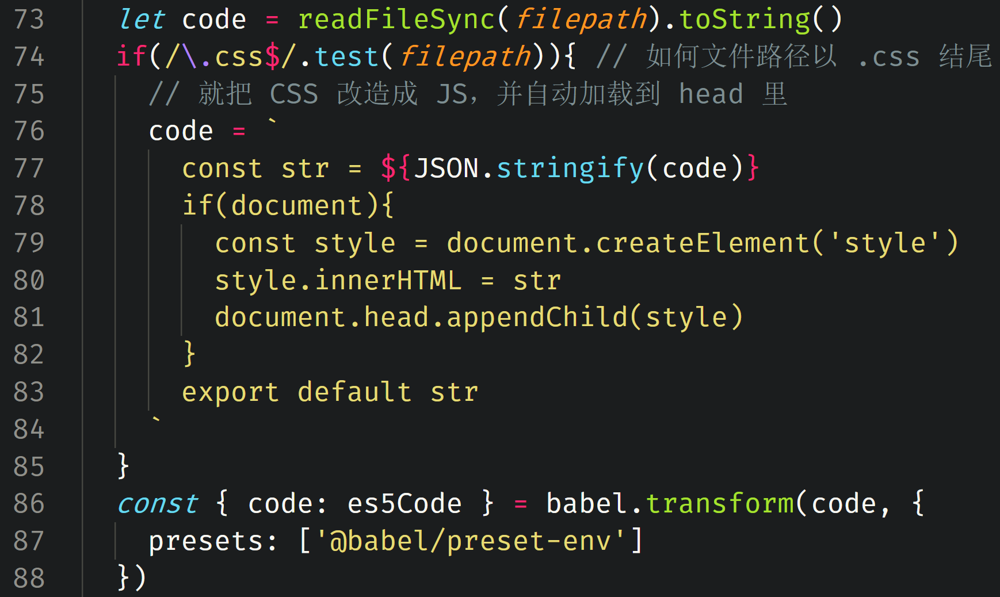 73 let code = readFileSync(filepath).toString()
74 if(/\.css$/.test(filepath)){ // 如何文件路径以 .css 结尾
75 // 就把 CSS 改造成 JS，并自动加载到 head 里
76 code = `
77 const str = ${JSON.stringify(code)}
78 if(document){
79 const style = document.createElement('style')
80 style.innerHTML = str
81 document.head.appendChild(style)
82 }
83 export default str
84 `
85 }
86 const { code: es5Code } = babel.transform(code, {
87 presets: ['@babel/preset-env']
88 })